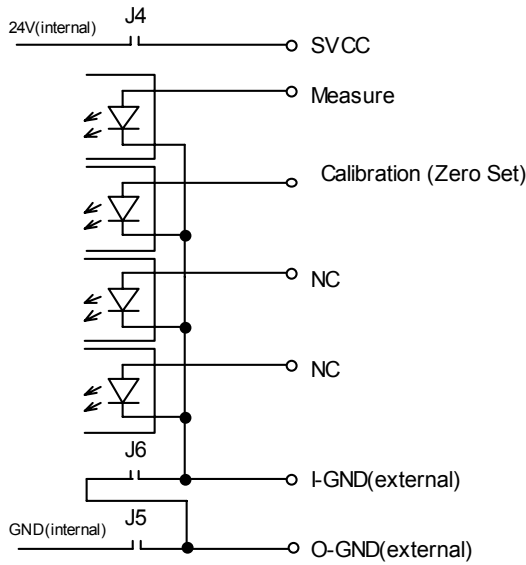 J4
24V(internal)
SVCC
Measure
Calibration (Zero Set)
NC
NC
J6
I-GND(external)
J5
GND(internal)
O-GND(external)